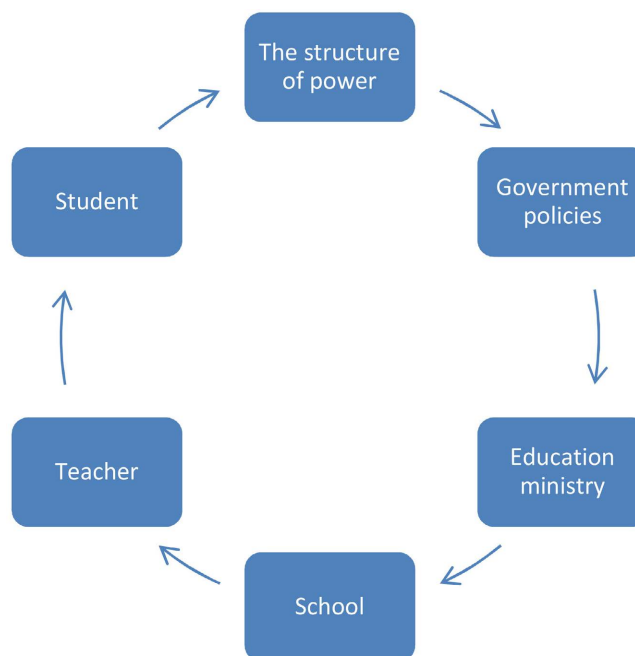 The structure
of power
Government
policies
Education
ministry
School
Teacher
Student